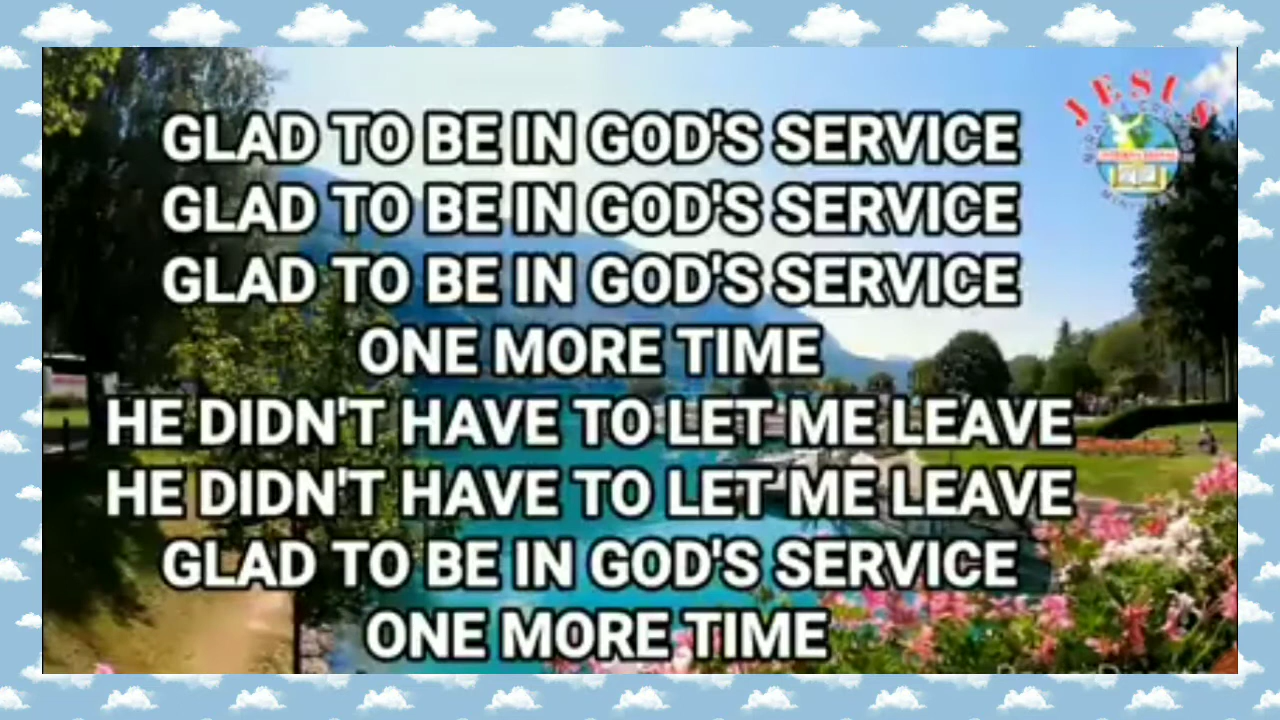 JESUS
GLAD TO BE IN GOD'S SERVICE
GLAD TO BE IN GOD'S SERVICE
GLAD TO BE IN GOD'S SERVICE
ONE MORE TIME
HE DIDN'T HAVE TO LET ME LEAVE
HE DIDN'T HAVE TO LET ME LEAVE
GLAD TO BE IN GOD'S SERVICE
ONE MORE TIME